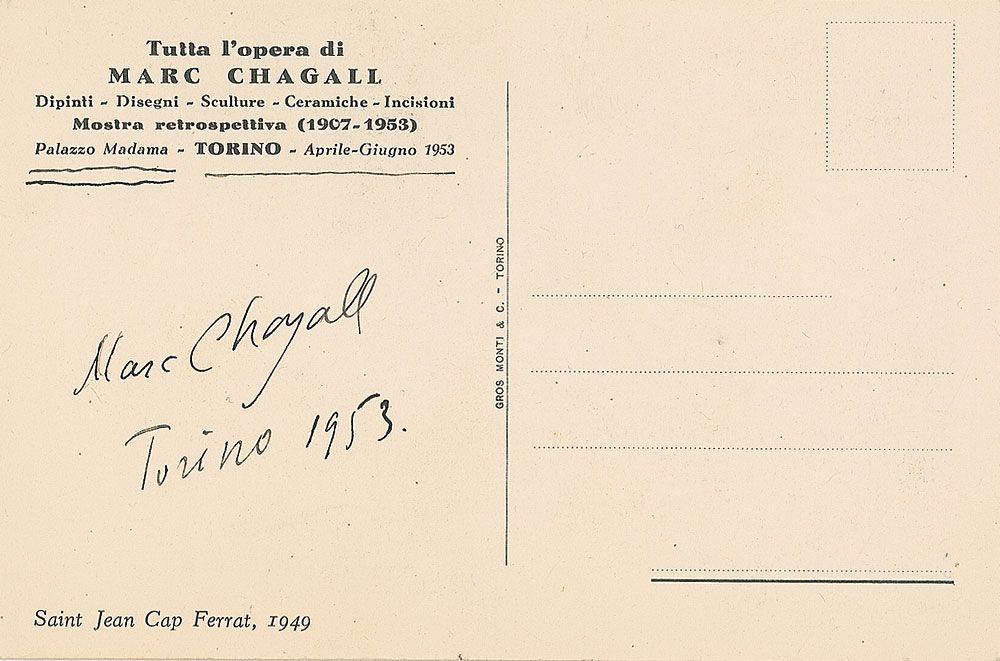 Tutta l'opera di
MARC CHAGALL
Dipinti - Disegni - Sculture - Ceramiche - Incisioni
Mostra retrospettiva (1907-1953)
Palazzo Madama - TORINO - Aprile-Giugno 1953
Marc Chagall
Torino 1953.
Saint Jean Cap Ferrat, 1949
GROS MONTI & C. - TORINO